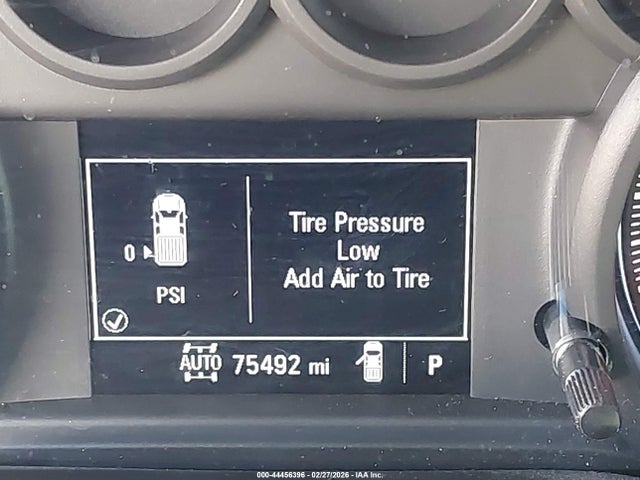 Tire Pressure
Low
Add Air to Tire
0
PSI
AUTO 75492 mi P
000-44456396 - 02/27/2026 - IAA Inc.